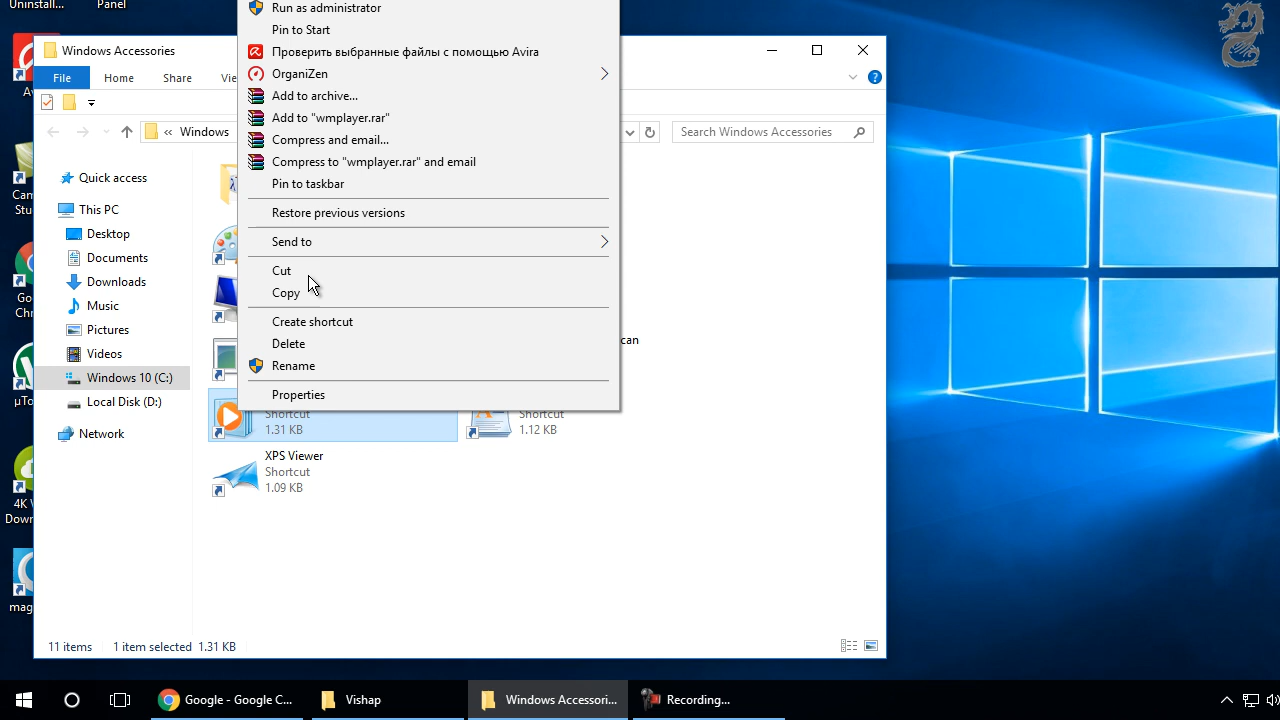 Uninstall...
Panel
Run as administrator
Windows Accessories
Pin to Start
Проверить выбранные файлы с помощью Avira
File
Home
Share
OrganiZen
Add to archive...
Add to "wmplayer.rar"
Windows
Search Windows Accessories
Compress and email...
Compress to "wmplayer.rar" and email
Quick access
Pin to taskbar
This PC
Restore previous versions
Desktop
Send to
Documents
Cut
Downloads
Copy
Music
Create shortcut
Pictures
Delete
Videos
Rename
Windows 10 (C:)
Properties
Local Disk (D:)
Shortcut
1.31 KB
Shortcut
1.12 KB
Network
XPS Viewer
Shortcut
1.09 KB
11 items
1 item selected 1.31 KB
Google - Google C...
Vishap
Windows Accessori...
Recording...